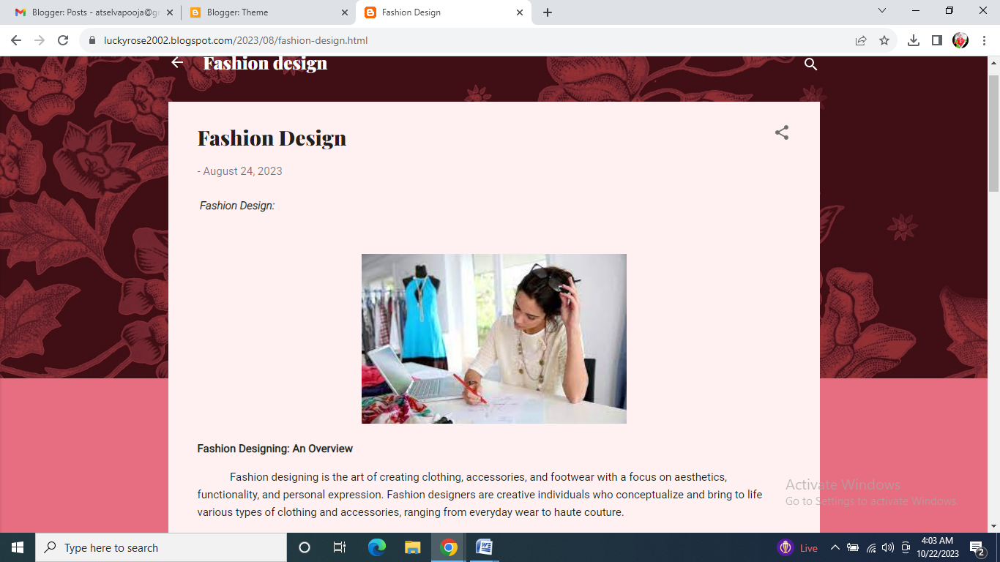 Blogger: Posts - atselvapooja@g
Blogger: Theme
Fashion Design
luckyrose2002.blogspot.com/2023/08/fashion-design.html
Fashion design
Fashion Design
- August 24, 2023
Fashion Design:
Fashion Designing: An Overview
Fashion designing is the art of creating clothing, accessories, and footwear with a focus on aesthetics,
functionality, and personal expression. Fashion designers are creative individuals who conceptualize and bring to life
various types of clothing and accessories, ranging from everyday wear to haute couture.
Activate Windows
Go to Settings to activate Windows.
Type here to search
Live
4:03 AM
10/22/2023
2